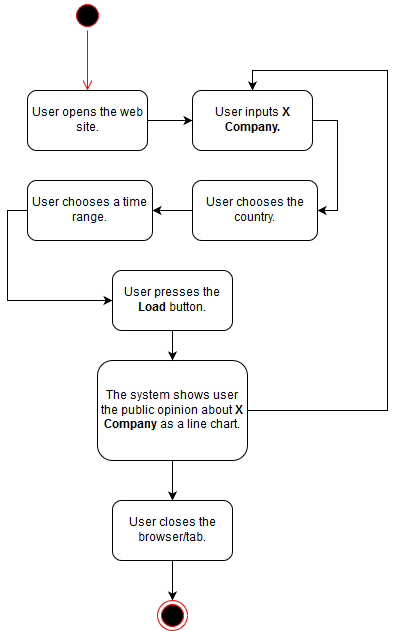 User opens the web
site.
User inputs X
Company.
User chooses a time
range.
User chooses the
country.
User presses the
Load button.
The system shows user
the public opinion about X
Company as a line chart.
User closes the
browser/tab.